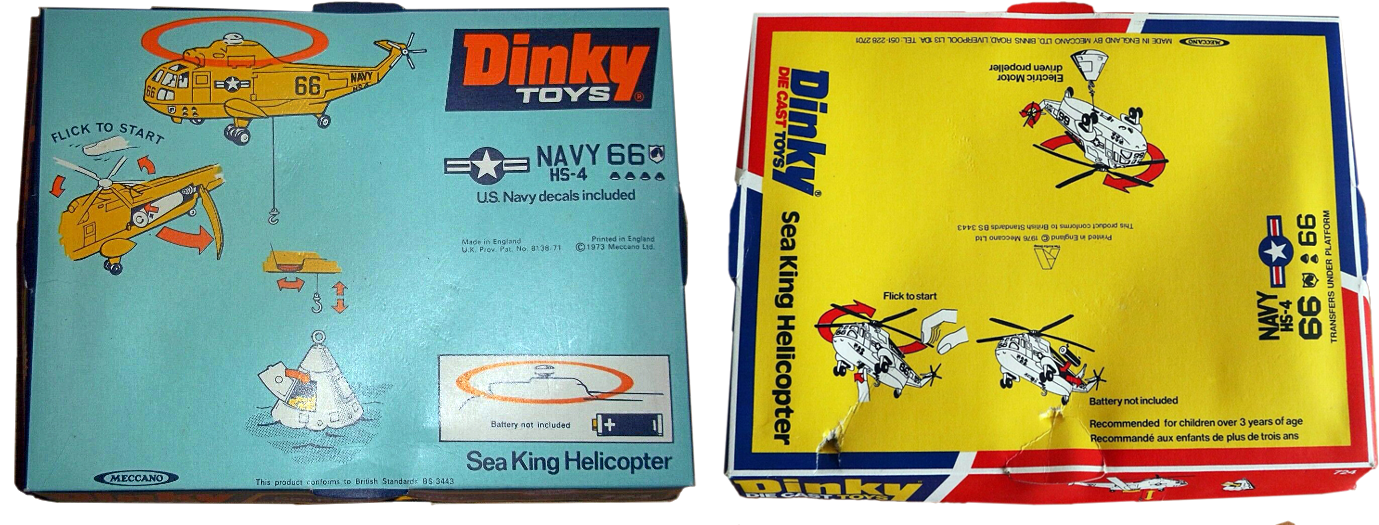 Dinky
TOYS®
66
NAVY
HS-4
66
FLICK TO START
NAVY 66
HS-4
U.S. Navy decals included
Made in England
U.K. Prov. Pat. No. 8138-71
Printed in England
© 1973 Meccano Ltd.
Battery not included
+
Sea King Helicopter
MECCANO
This product conforms to British Standards BS 3443
MADE IN ENGLAND BY MECCANO LTD. BINNS ROAD, LIVERPOOL L13 1DA. TEL. 051-228 2701
MECCANO
Electric Motor
driven propeller
Dinky®
DIE CAST TOYS
Sea King Helicopter
Printed in England © 1976 Meccano Ltd
This product conforms to British Standards BS 3443
NAVY
HS-4
66
66
TRANSFERS UNDER PLATFORM
Flick to start
Battery not included
Recommended for children over 3 years of age
Recommandé aux enfants de plus de trois ans
Dinky
DIE CAST TOYS
724